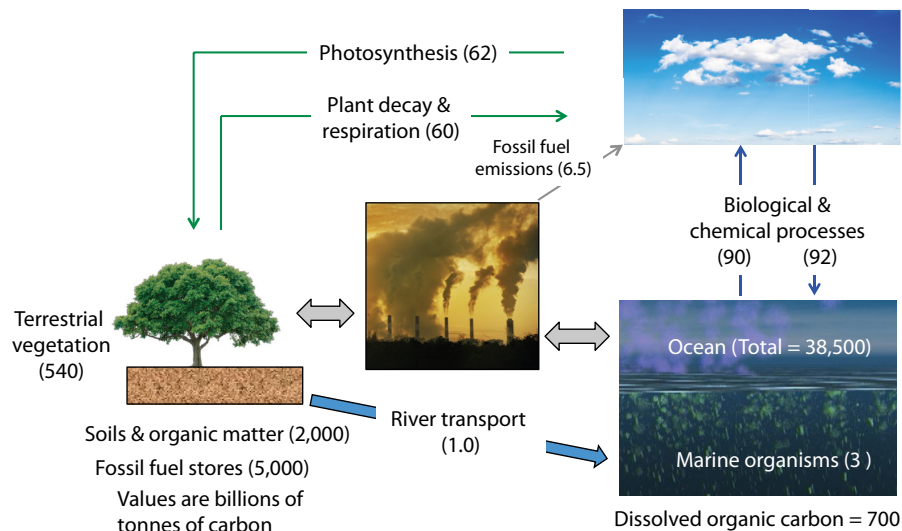 Photosynthesis (62)
Plant decay &
respiration (60)
Fossil fuel
emissions (6.5)
Biological &
chemical processes
(90) (92)
Terrestrial
vegetation
(540)
Ocean (Total = 38,500)
River transport
(1.0)
Soils & organic matter (2,000)
Fossil fuel stores (5,000)
Values are billions of
tonnes of carbon
Marine organisms (3 )
Dissolved organic carbon = 700